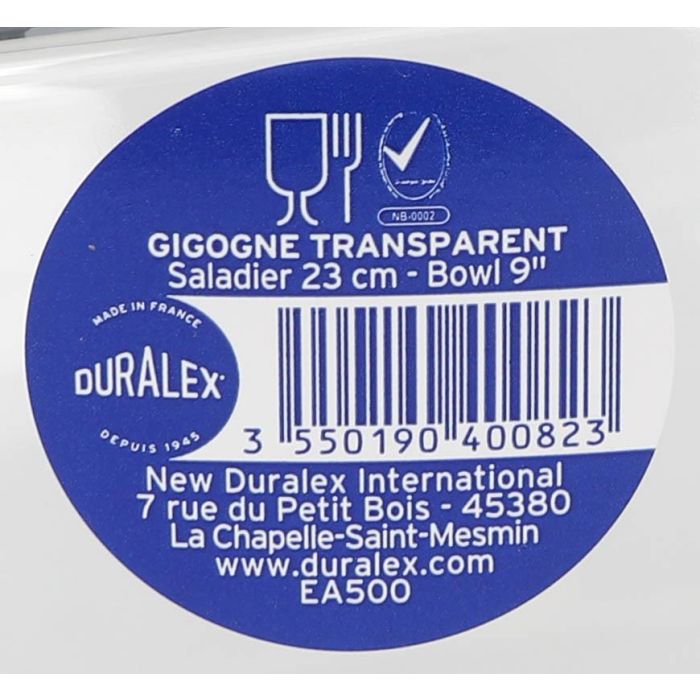 NB-0002
GIGOGNE TRANSPARENT
Saladier 23 cm - Bowl 9"
MADE IN FRANCE
DURALEX
DEPUIS 1945
3 550190 400823
New Duralex International
7 rue du Petit Bois - 45380
La Chapelle-Saint-Mesmin
www.duralex.com
EA500